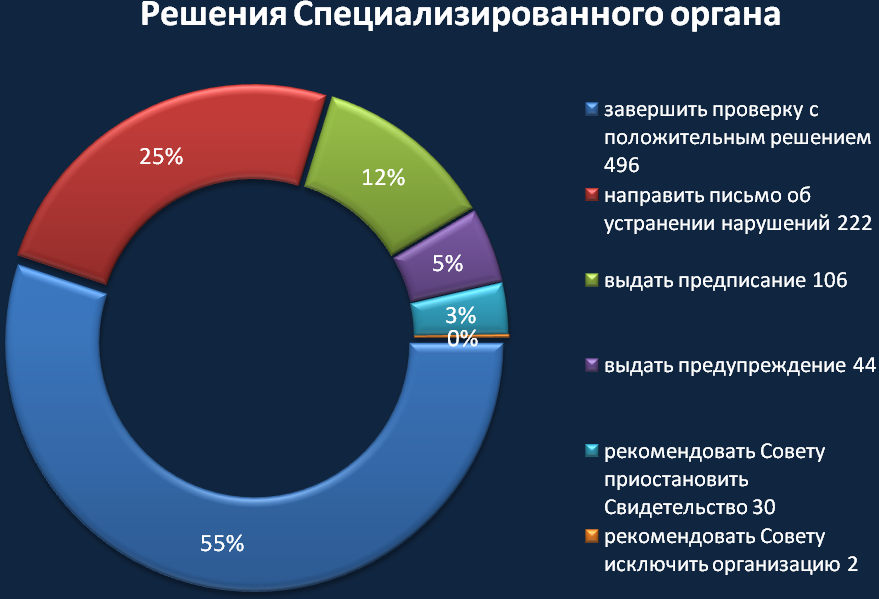 Решения Специализированного органа
25%
12%
5%
3%
0%
55%
завершить проверку с
положительным решением
496
направить письмо об
устранении нарушений 222
выдать предписание 106
выдать предупреждение 44
рекомендовать Совету
приостановить
Свидетельство 30
рекомендовать Совету
исключить организацию 2